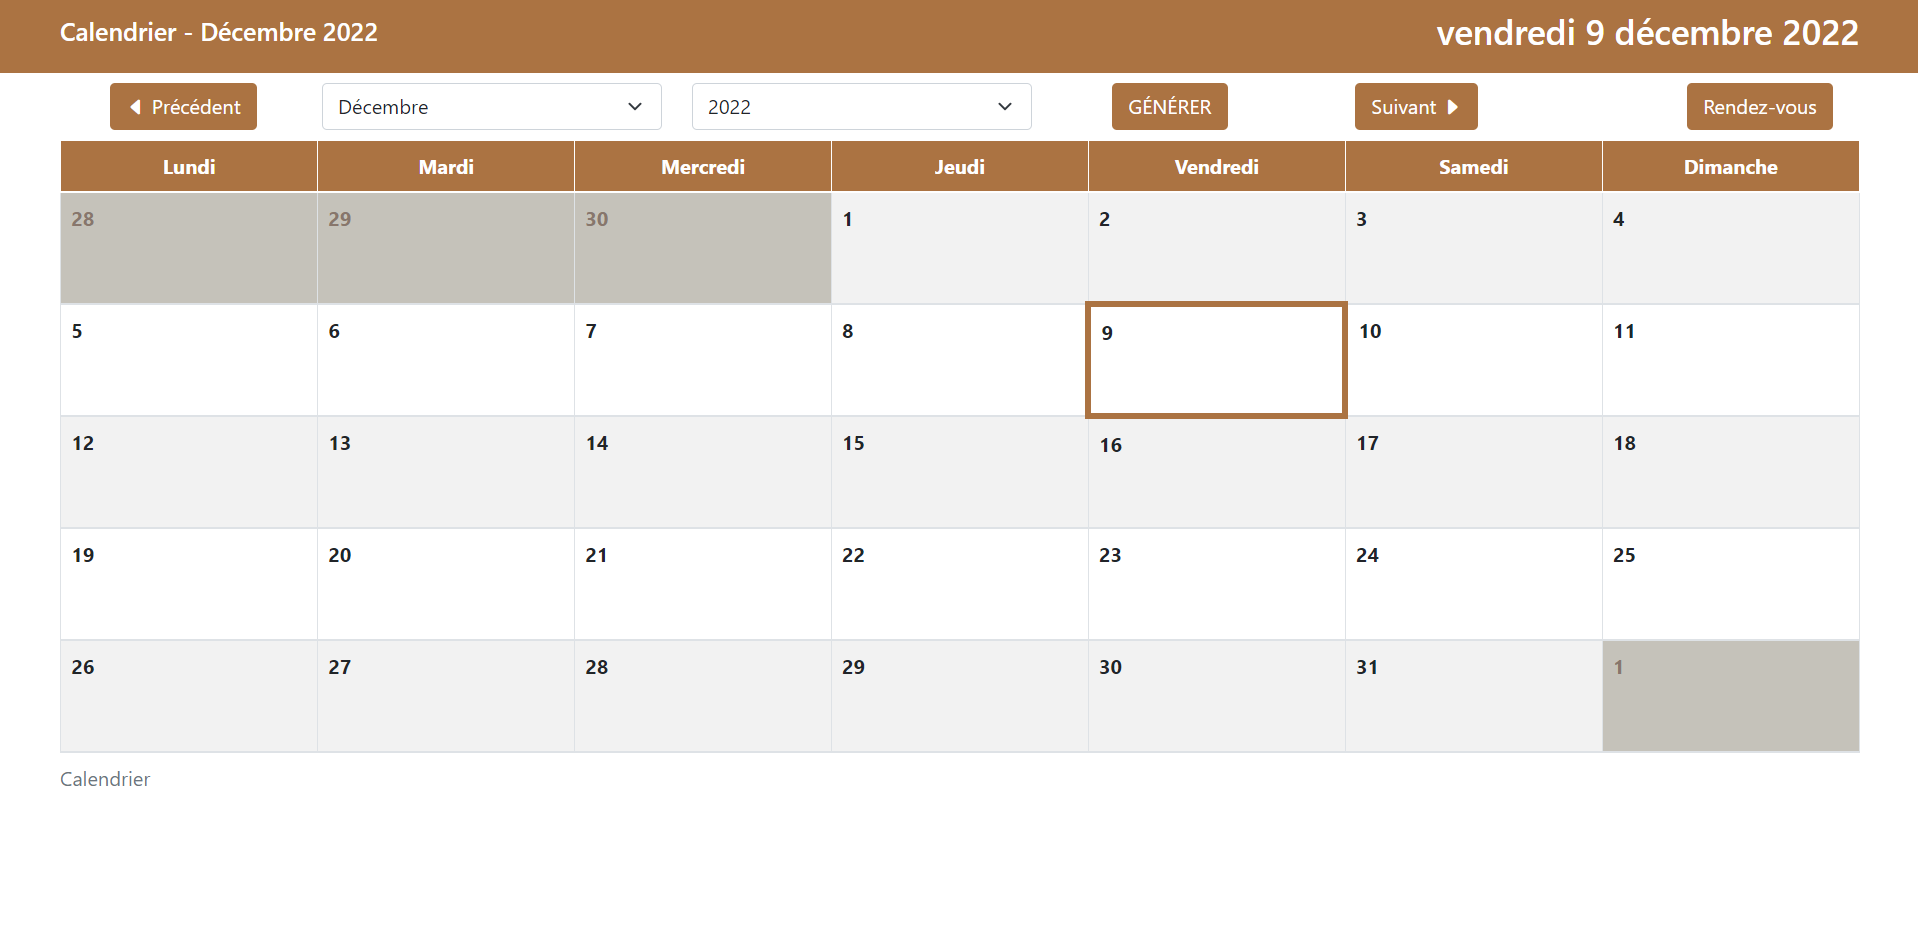 Calendrier - Décembre 2022
vendredi 9 décembre 2022
Précédent Décembre 2022 GÉNÉRER Suivant Rendez-vous
Lundi Mardi Mercredi Jeudi Vendredi Samedi Dimanche
28 29 30 1 2 3 4
5 6 7 8 9 10 11
12 13 14 15 16 17 18
19 20 21 22 23 24 25
26 27 28 29 30 31 1
Calendrier